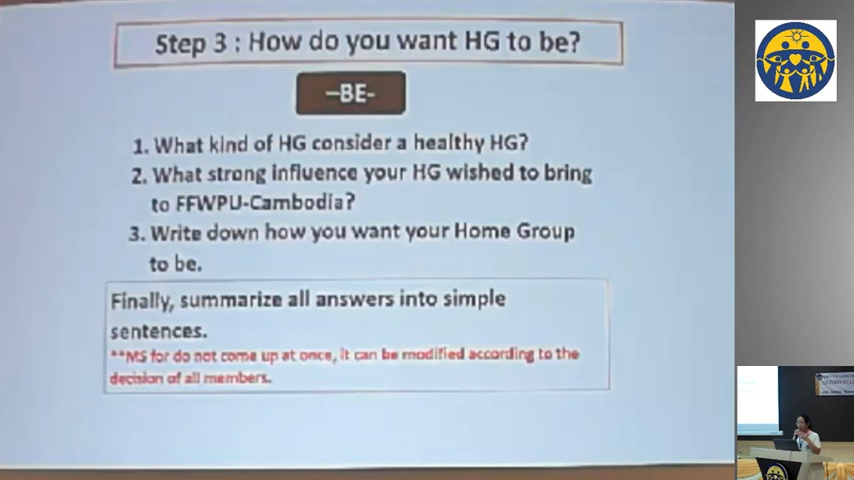 Step 3 : How do you want HG to be?
–BE-
1. What kind of HG consider a healthy HG?
2. What strong influence your HG wished to bring
to FFWPU-Cambodia?
3. Write down how you want your Home Group
to be.
Finally, summarize all answers into simple
sentences.
**MS for do not come up at once, it can be modified according to the
decision of all members.